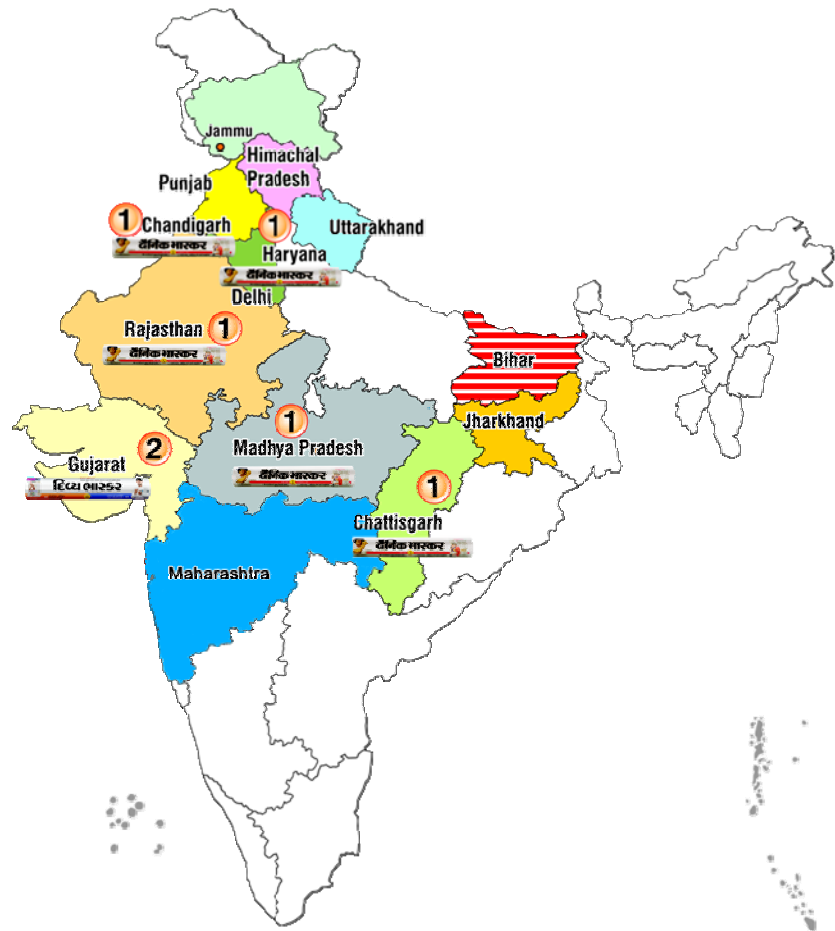 Jammu
Himachal
Pradesh
Punjab
1
Chandigarh
दैनिक भास्कर
1
Uttarakhand
Haryana
दैनिक भास्कर
Delhi
Rajasthan
1
दैनिक भास्कर
Bihar
Jharkhand
1
Madhya Pradesh
दैनिक भास्कर
2
Gujarat
દિવ્ય ભાસ્કર
1
Chattisgarh
दैनिक भास्कर
Maharashtra